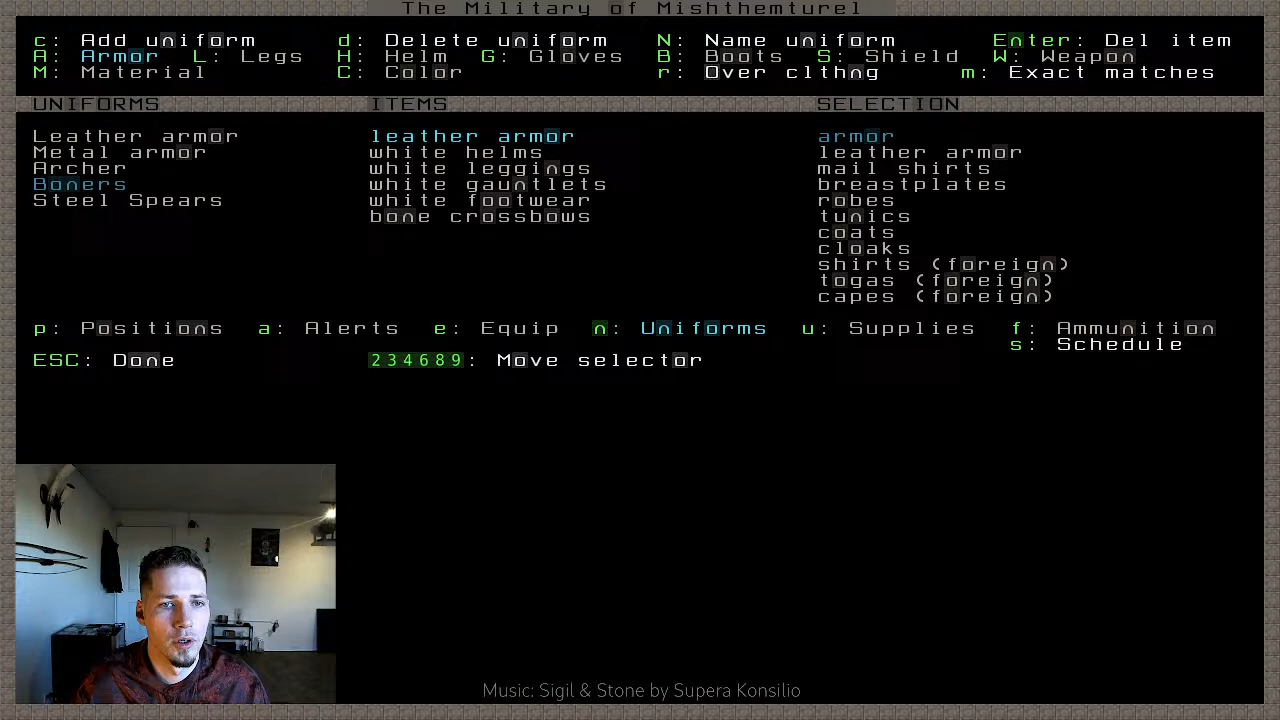 The Military of Mishthemturel
c: Add uniform d: Delete uniform N: Name uniform Enter: Del item
A: Armor L: Legs H: Helm G: Gloves B: Boots S: Shield W: Weapon
M: Material C: Color r: Over clthng m: Exact matches
UNIFORMS ITEMS SELECTION
Leather armor leather armor armor
Metal armor white helms leather armor
Archer white leggings mail shirts
Boners white gauntlets breastplates
Steel Spears white footwear robes
bone crossbows tunics
coats
cloaks
shirts (foreign)
togas (foreign)
capes (foreign)
p: Positions a: Alerts e: Equip n: Uniforms u: Supplies f: Ammunition
s: Schedule
ESC: Done 234689: Move selector
Music: Sigil & Stone by Supera Konsilio